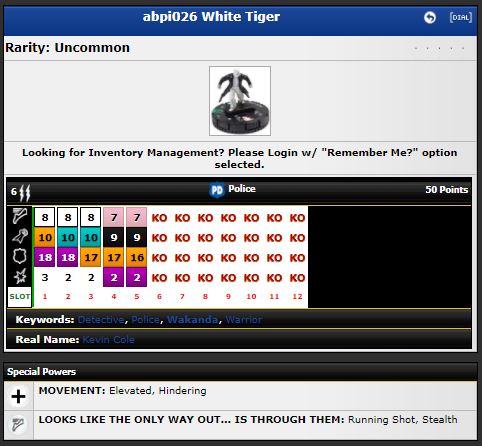 abpi026 White Tiger
[DIAL]
Rarity: Uncommon
Looking for Inventory Management? Please Login w/ "Remember Me?" option
selected.
6
PD Police
50 Points
8 8 8 7 7 KO KO KO KO KO KO KO
10 10 10 9 9 KO KO KO KO KO KO KO
18 18 17 17 16 KO KO KO KO KO KO KO
3 2 2 2 2 KO KO KO KO KO KO KO
SLOT 1 2 3 4 5 6 7 8 9 10 11 12
Keywords: Detective, Police, Wakanda, Warrior
Real Name: Kevin Cole
Special Powers
MOVEMENT: Elevated, Hindering
LOOKS LIKE THE ONLY WAY OUT... IS THROUGH THEM: Running Shot, Stealth